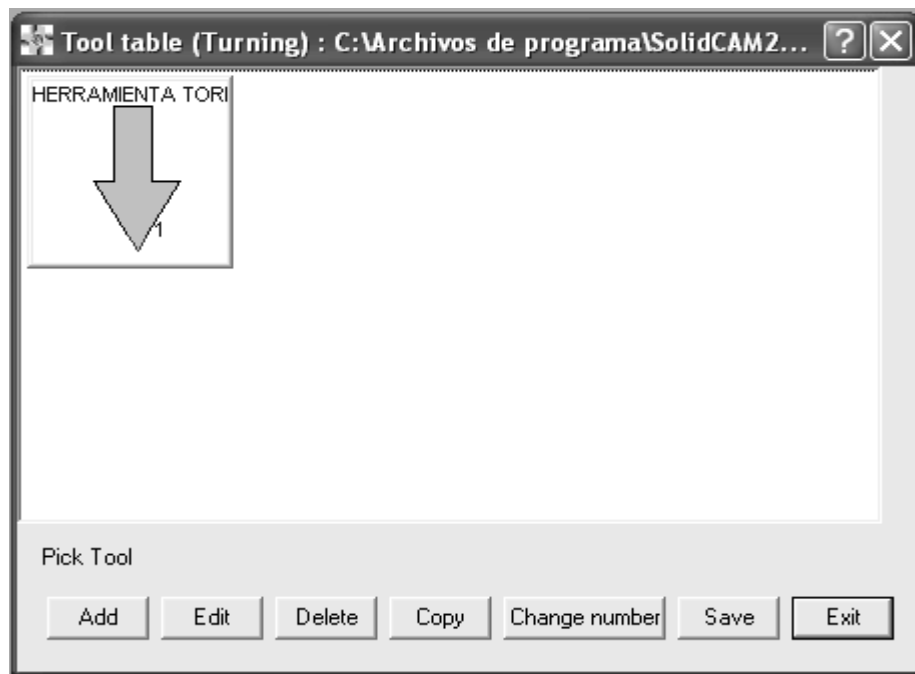 Tool table (Turning) : C:\Archivos de programa\SolidCAM2...
HERRAMIENTA TORI
1
Pick Tool
Add Edit Delete Copy Change number Save Exit